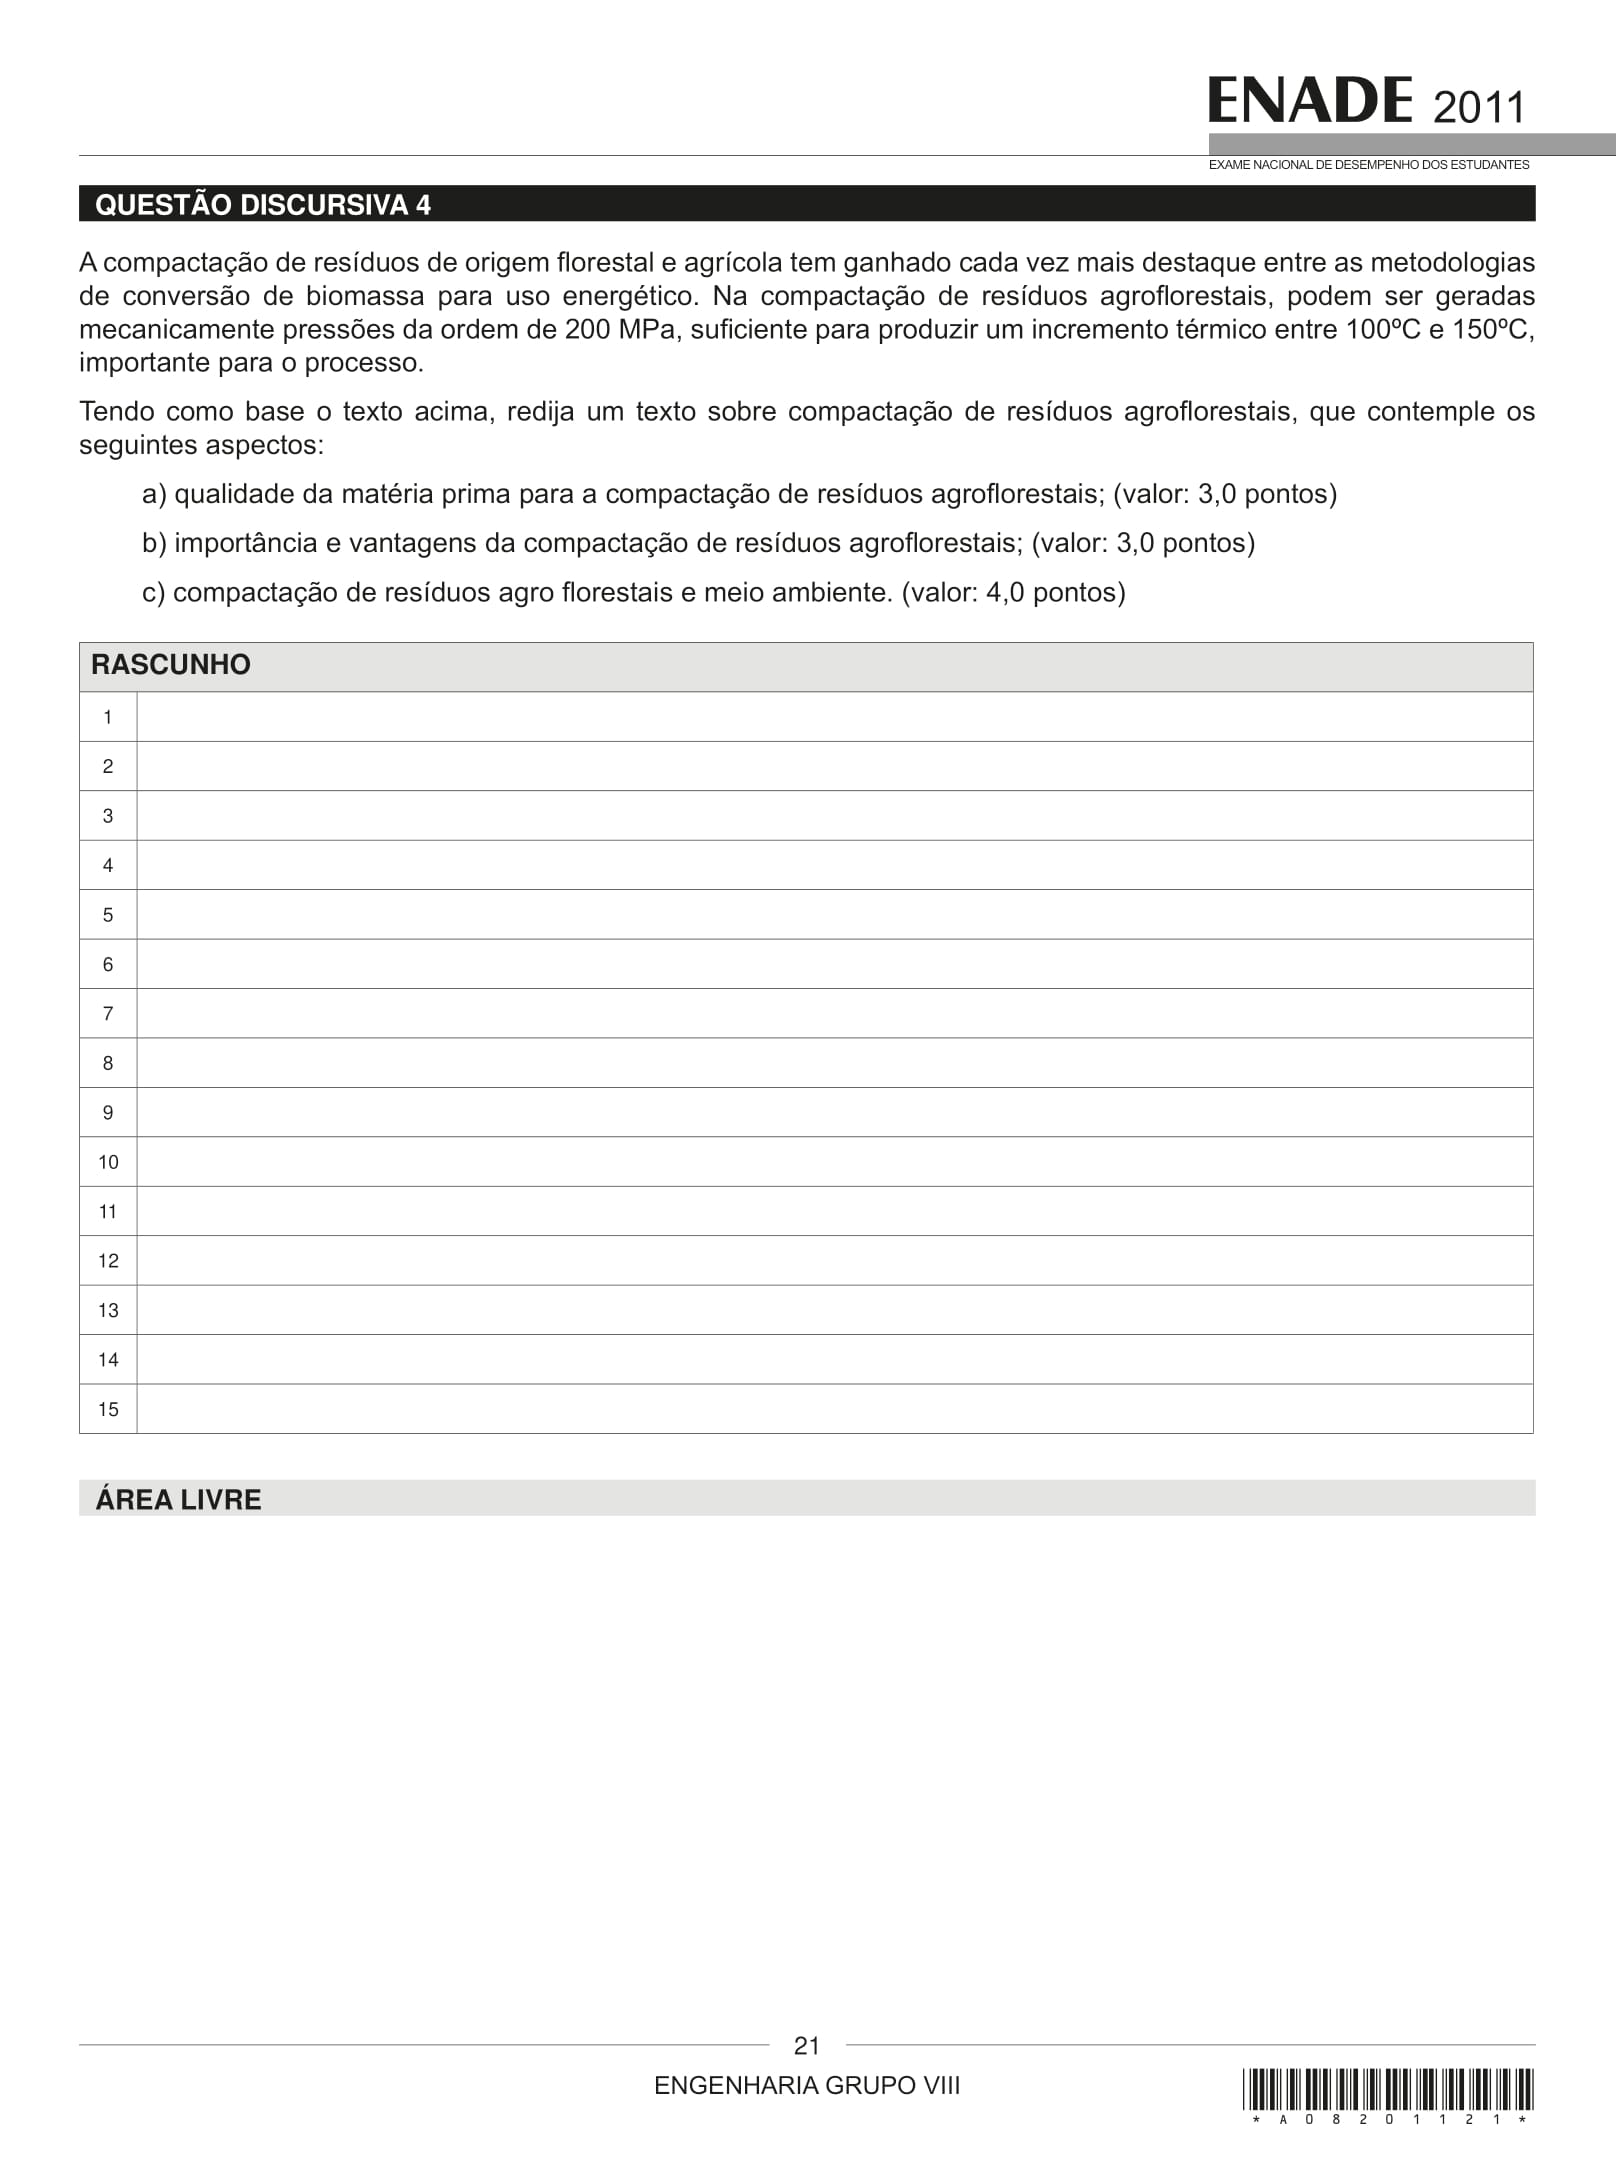 ENADE 2011
EXAME NACIONAL DE DESEMPENHO DOS ESTUDANTES
QUESTÃO DISCURSIVA 4
A compactação de resíduos de origem florestal e agrícola tem ganhado cada vez mais destaque entre as metodologias
de conversão de biomassa para uso energético. Na compactação de resíduos agroflorestais, podem ser geradas
mecanicamente pressões da ordem de 200 MPa, suficiente para produzir um incremento térmico entre 100ºC e 150ºC,
importante para o processo.
Tendo como base o texto acima, redija um texto sobre compactação de resíduos agroflorestais, que contemple os
seguintes aspectos:
a) qualidade da matéria prima para a compactação de resíduos agroflorestais; (valor: 3,0 pontos)
b) importância e vantagens da compactação de resíduos agroflorestais; (valor: 3,0 pontos)
c) compactação de resíduos agro florestais e meio ambiente. (valor: 4,0 pontos)
RASCUNHO
1
2
3
4
5
6
7
8
9
10
11
12
13
14
15
ÁREA LIVRE
21
ENGENHARIA GRUPO VIII
* A 0 8 2 0 1 1 2 1 *